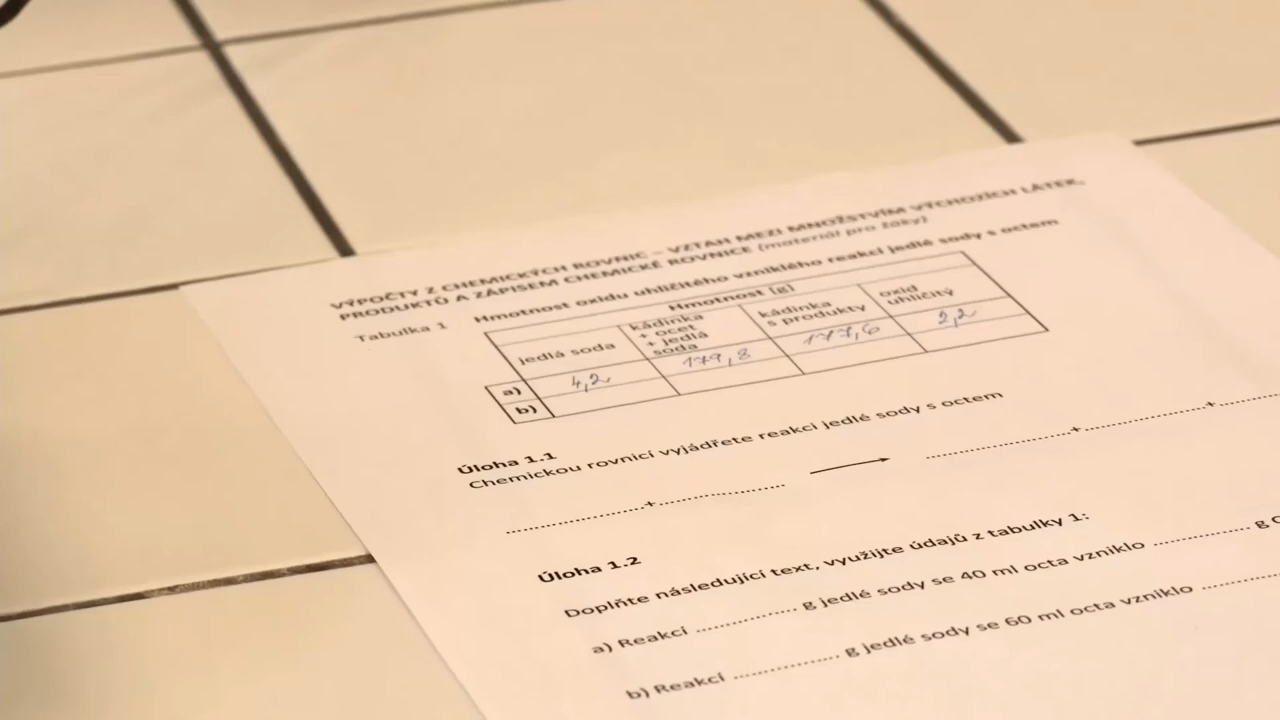 VÝPOČTY Z CHEMICKÝCH ROVNIC – VZTAH MEZI MNOŽSTVÍM VÝCHOZÍCH LÁTEK,
PRODUKTŮ A ZÁPISEM CHEMICKÉ ROVNICE (materiál pro žáky)
Tabulka 1 Hmotnost oxidu uhličitého vzniklého reakcí jedlé sody s octem
Hmotnost [g]
jedlá soda
kádinka
+ ocet
+ jedlá
soda
kádinka
s produkty
oxid
uhličitý
a) 4,2 179,8 177,6 2,2
b)
Úloha 1.1
Chemickou rovnicí vyjádřete reakci jedlé sody s octem
....................+.................... → ....................+....................+..........
Úloha 1.2
Doplňte následující text, využijte údajů z tabulky 1:
a) Reakcí ............... g jedlé sody se 40 ml octa vzniklo ............... g
b) Reakcí ............... g jedlé sody se 60 ml octa vzniklo ...............